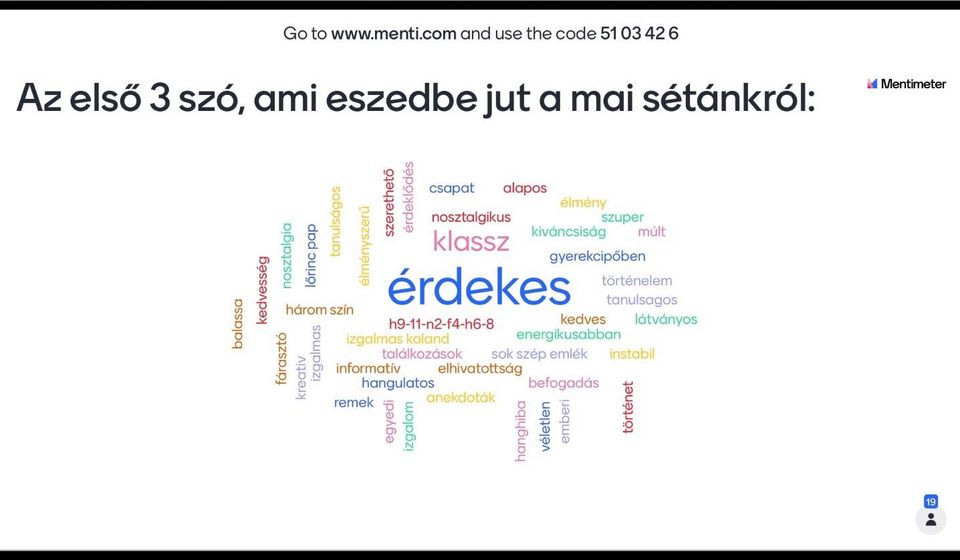 Go to www.menti.com and use the code 51 03 42 6
Az első 3 szó, ami eszedbe jut a mai sétánkról:
Mentimeter
érdeklődés
szerethető
csapat
alapos
tanulságos
élményszerű
nosztalgikus
élmény
szuper
nosztalgia
lőrinc pap
klassz
kiváncsiság
múlt
kedvesség
gyerekcipőben
érdekes
történelem
tanulsagos
balassa
három szín
h9-11-n2-f4-h6-8
kedves
látványos
fárasztó
kreativ
izgalmas
izgalmas kaland
energikusabban
találkozások
sok szép emlék
instabil
informatív
elhivatottság
hangulatos
befogadás
remek
anekdoták
egyedi
izgalom
hanghiba
véletlen
emberi
történet
19